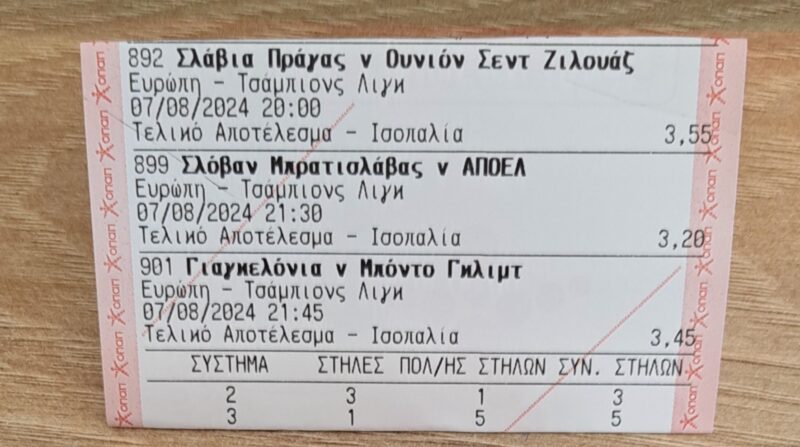 892 Σλάβια Πράγας v Ουνιόν Σεντ Ζιλουάζ
Ευρώπη - Τσάμπιονς Λιγκ
07/08/2024 20:00
Τελικό Αποτέλεσμα - Ισοπαλία 3,55
899 Σλόβαν Μπρατισλάβας v ΑΠΟΕΛ
Ευρώπη - Τσάμπιονς Λιγκ
07/08/2024 21:30
Τελικό Αποτέλεσμα - Ισοπαλία 3,20
901 Γιαγκελόνια v Μπόντο Γκλιμτ
Ευρώπη - Τσάμπιονς Λιγκ
07/08/2024 21:45
Τελικό Αποτέλεσμα - Ισοπαλία 3,45
ΣΥΣΤΗΜΑ ΣΤΗΛΕΣ ΠΟΛ/ΗΣ ΣΤΗΛΩΝ ΣΥΝ. ΣΤΗΛΩΝ
2 3 1 3
3 1 5 5